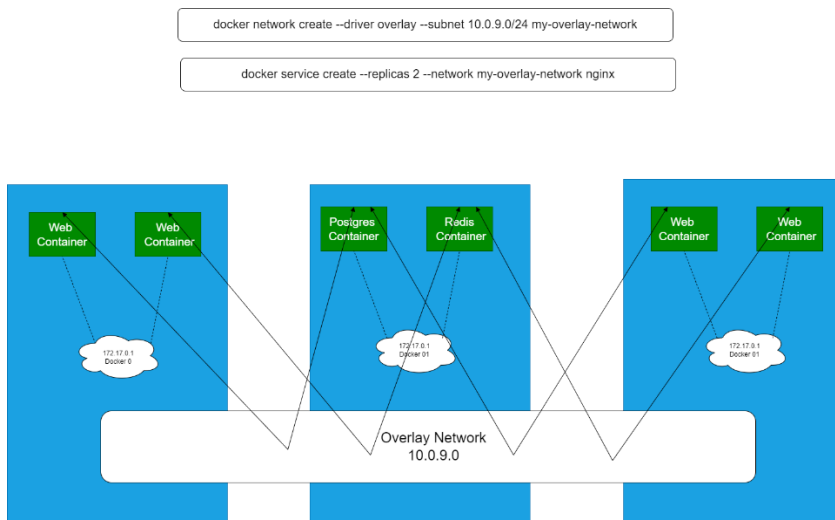 docker network create --driver overlay --subnet 10.0.9.0/24 my-overlay-network
docker service create --replicas 2 --network my-overlay-network nginx
Web
Container
Web
Container
Postgres
Container
Redis
Container
Web
Container
Web
Container
172.17.0.1
Docker 0
172.17.0.1
Docker 01
172.17.0.1
Docker 01
Overlay Network
10.0.9.0